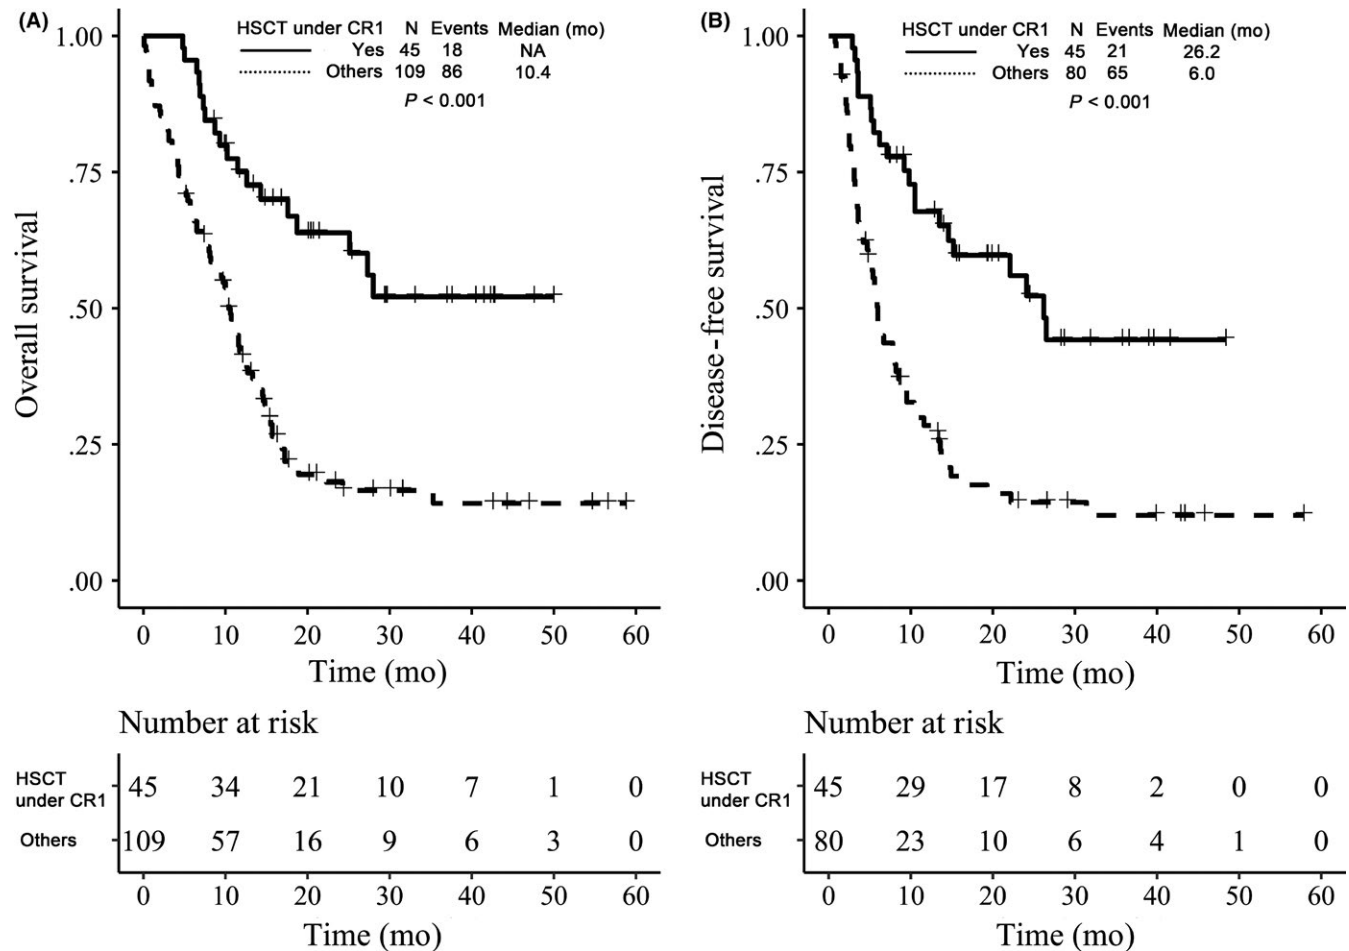 (A)
HSCT under CR1 N Events Median (mo)
Yes 45 18 NA
Others 109 86 10.4
P < 0.001
1.00
.75
.50
.25
.00
Overall survival
0 10 20 30 40 50 60
Time (mo)
Number at risk
HSCT
under CR1 45 34 21 10 7 1 0
Others 109 57 16 9 6 3 0
0 10 20 30 40 50 60
Time (mo)
(B)
HSCT under CR1 N Events Median (mo)
Yes 45 21 26.2
Others 80 65 6.0
P < 0.001
1.00
.75
.50
.25
.00
Disease-free survival
0 10 20 30 40 50 60
Time (mo)
Number at risk
HSCT
under CR1 45 29 17 8 2 0 0
Others 80 23 10 6 4 1 0
0 10 20 30 40 50 60
Time (mo)